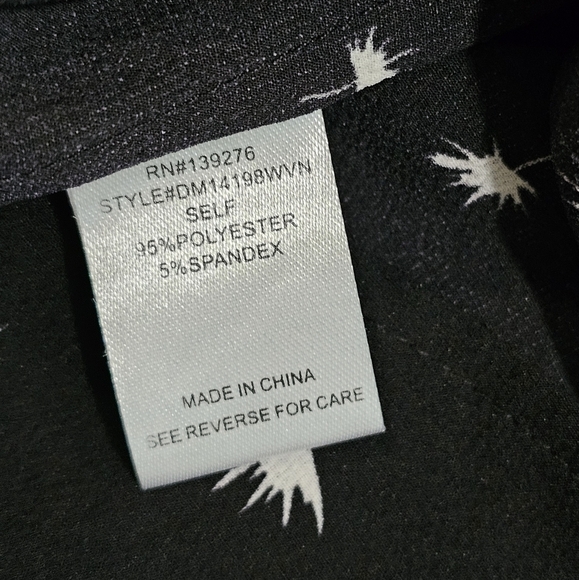 RN#139276
STYLE#DM14198WVN
SELF
95%POLYESTER
5%SPANDEX
MADE IN CHINA
SEE REVERSE FOR CARE